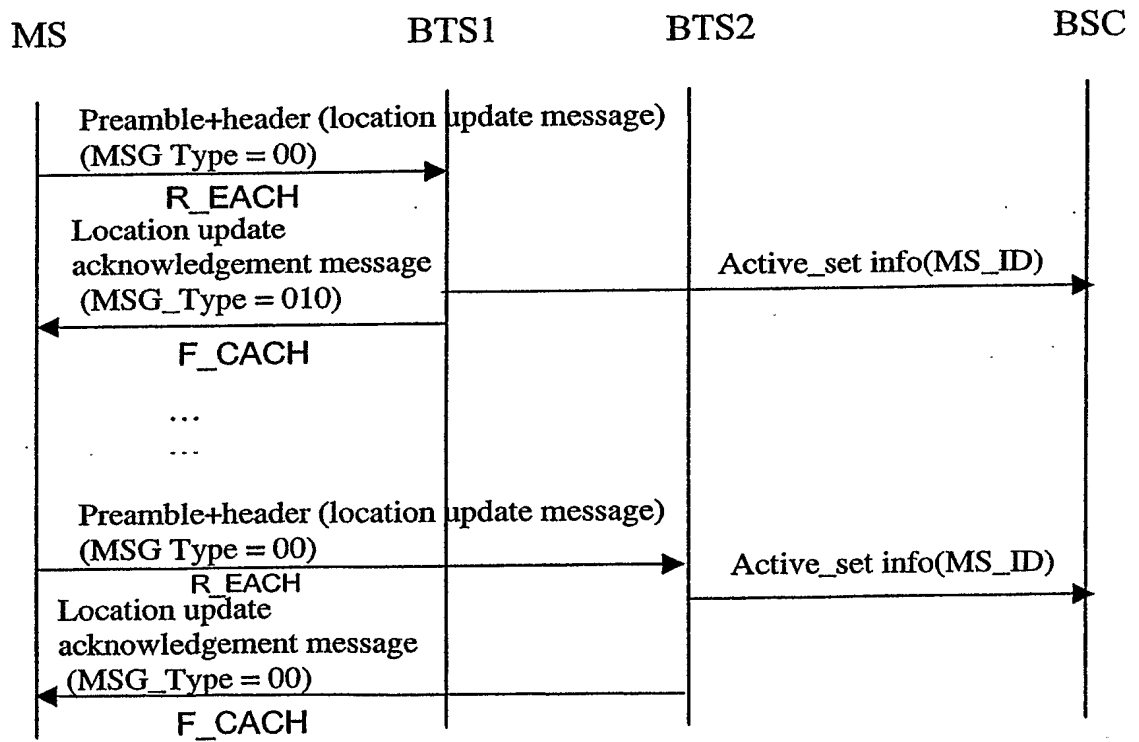 MS BTS1 BTS2 BSC
Preamble+header (location update message)
(MSG Type = 00)
R_EACH
Location update
acknowledgement message
(MSG_Type = 010)
Active_set info(MS_ID)
F_CACH
...
...
Preamble+header (location update message)
(MSG Type = 00)
R_EACH
Active_set info(MS_ID)
Location update
acknowledgement message
(MSG_Type = 00)
F_CACH